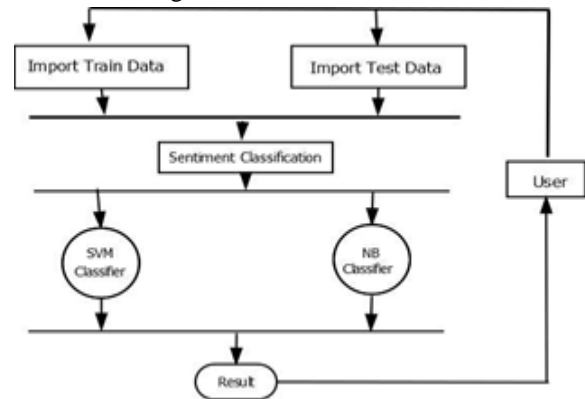 Import Train Data
Import Test Data
Sentiment Classification
User
SVM
Classifier
NB
Classifier
Result